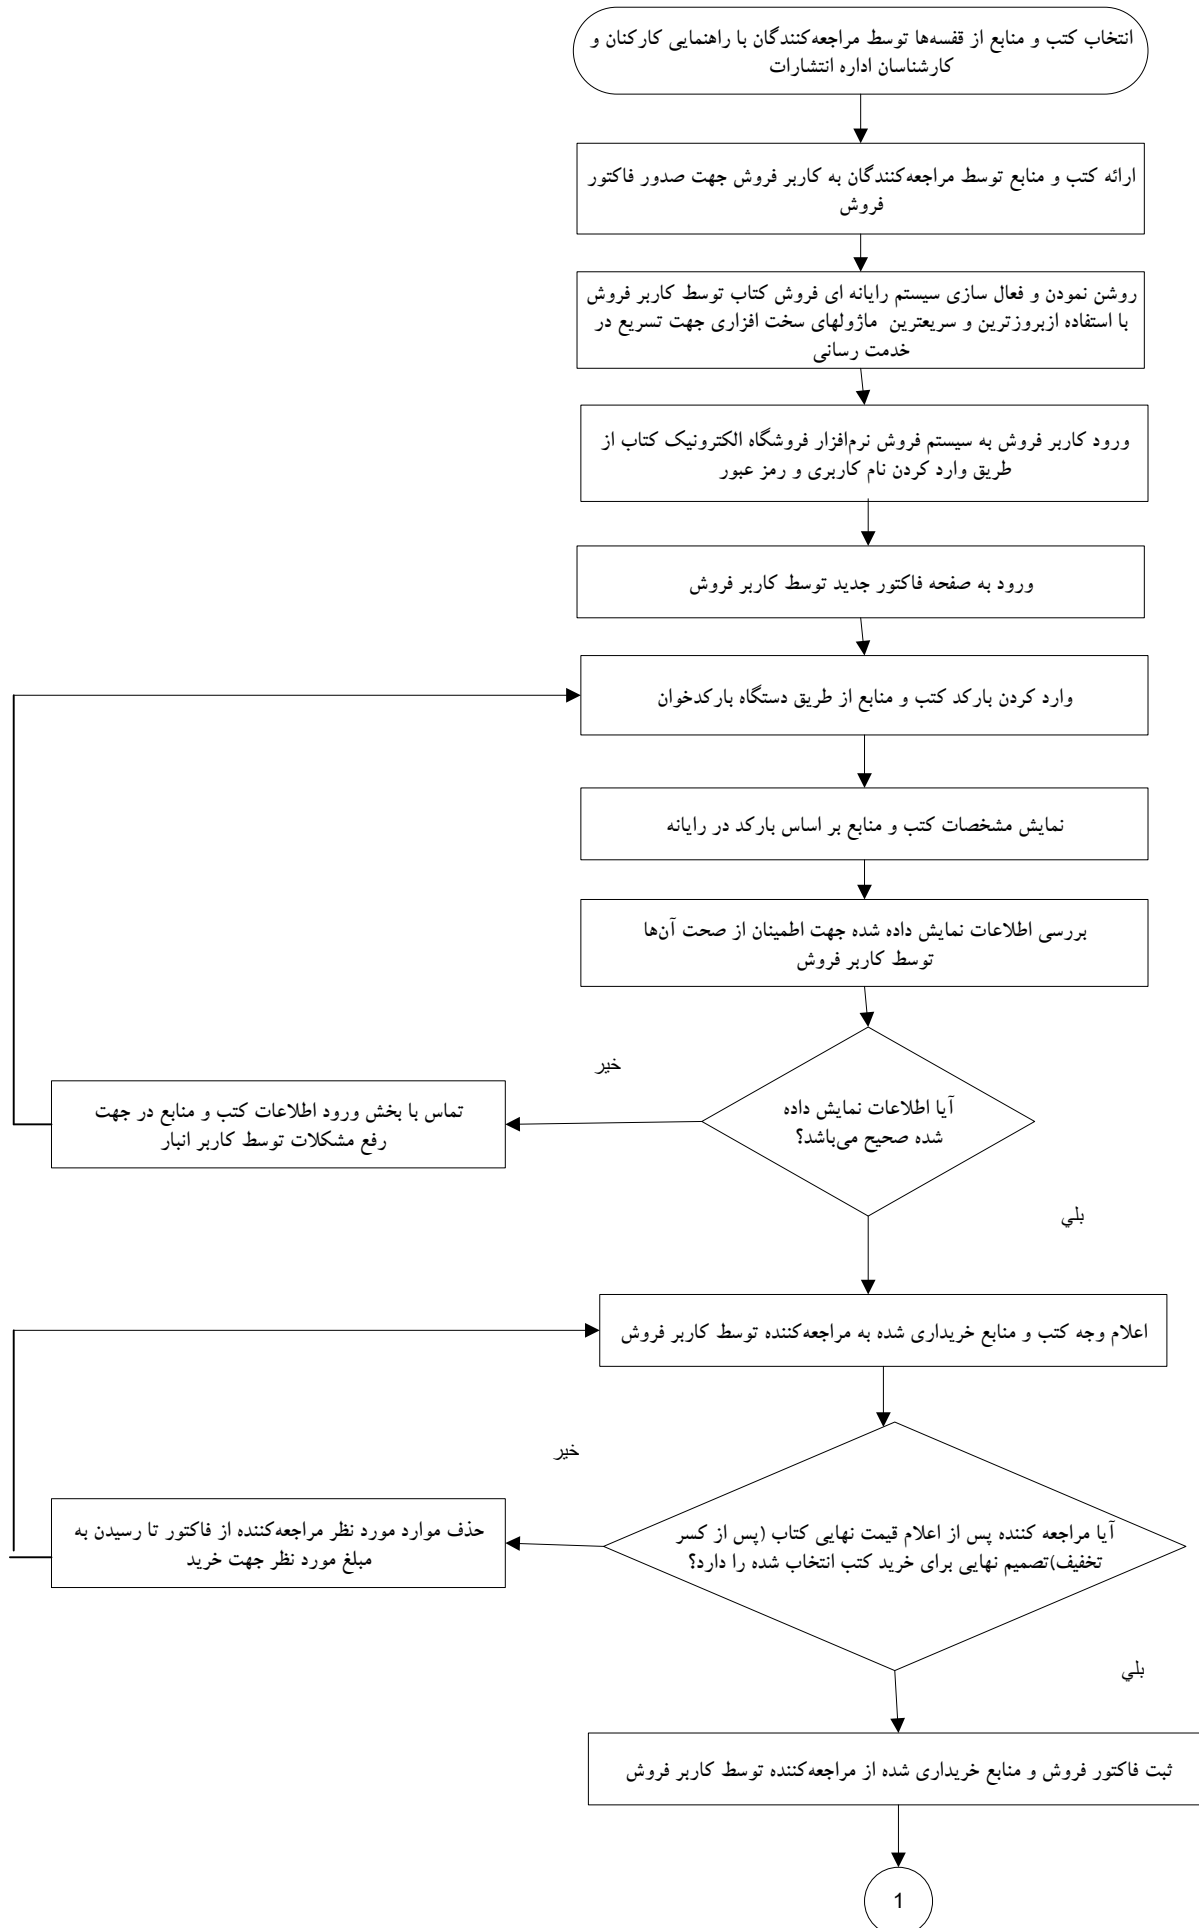 انتخاب کتب و منابع از قفسه‌ها توسط مراجعه‌کنندگان با راهنمایی کارکنان و
کارشناسان اداره انتشارات
ارائه کتب و منابع توسط مراجعه‌کنندگان به کاربر فروش جهت صدور فاکتور
فروش
روشن نمودن و فعال سازی سیستم رایانه ای فروش کتاب توسط کاربر فروش
با استفاده ازبروزترین و سریعترین ماژولهای سخت افزاری جهت تسریع در
خدمت رسانی
ورود کاربر فروش به سیستم فروش نرم‌افزار فروشگاه الکترونیک کتاب از
طریق وارد کردن نام کاربری و رمز عبور
ورود به صفحه فاکتور جدید توسط کاربر فروش
وارد کردن بارکد کتب و منابع از طریق دستگاه بارکدخوان
نمایش مشخصات کتب و منابع بر اساس بارکد در رایانه
بررسی اطلاعات نمایش داده شده جهت اطمینان از صحت آن‌ها
توسط کاربر فروش
آیا اطلاعات نمایش داده
شده صحیح می‌باشد؟
خیر
تماس با بخش ورود اطلاعات کتب و منابع در جهت
رفع مشکلات توسط کاربر انبار
بلي
اعلام وجه کتب و منابع خریداری شده به مراجعه‌کننده توسط کاربر فروش
آیا مراجعه کننده پس از اعلام قیمت نهایی کتاب (پس از کسر
تخفیف)تصمیم نهایی برای خرید کتب انتخاب شده را دارد؟
خیر
حذف موارد مورد نظر مراجعه‌کننده از فاکتور تا رسیدن به
مبلغ مورد نظر جهت خرید
بلي
ثبت فاکتور فروش و منابع خریداری شده از مراجعه‌کننده توسط کاربر فروش
1